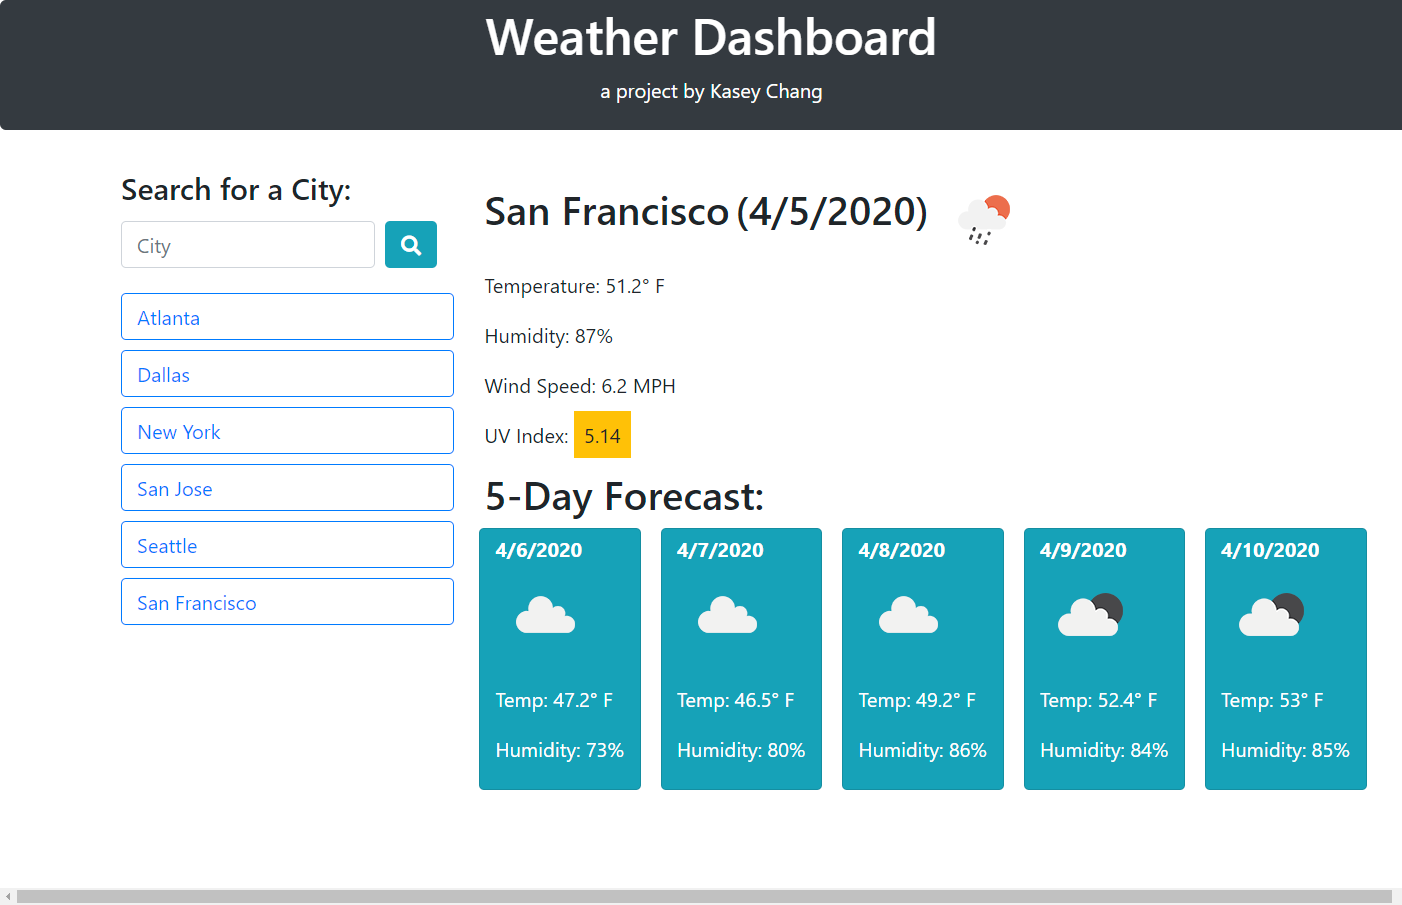 Weather Dashboard
a project by Kasey Chang
Search for a City:
City
Atlanta
Dallas
New York
San Jose
Seattle
San Francisco
San Francisco (4/5/2020)
Temperature: 51.2° F
Humidity: 87%
Wind Speed: 6.2 MPH
UV Index: 5.14
5-Day Forecast:
4/6/2020
Temp: 47.2° F
Humidity: 73%
4/7/2020
Temp: 46.5° F
Humidity: 80%
4/8/2020
Temp: 49.2° F
Humidity: 86%
4/9/2020
Temp: 52.4° F
Humidity: 84%
4/10/2020
Temp: 53° F
Humidity: 85%